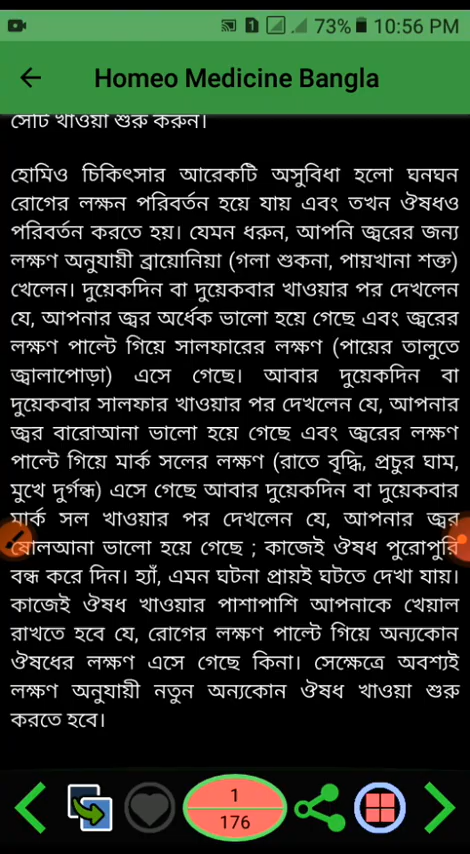 73% 10:56 PM
Homeo Medicine Bangla
সেটি খাওয়া শুরু করুন।
হোমিও চিকিৎসার আরেকটি অসুবিধা হলো ঘনঘন
রোগের লক্ষন পরিবর্তন হয়ে যায় এবং তখন ঔষধও
পরিবর্তন করতে হয়। যেমন ধরুন, আপনি জ্বরের জন্য
লক্ষণ অনুযায়ী ব্রায়োনিয়া (গলা শুকনা, পায়খানা শক্ত)
খেলেন। দুয়েকদিন বা দুয়েকবার খাওয়ার পর দেখলেন
যে, আপনার জ্বর অর্ধেক ভালো হয়ে গেছে এবং জ্বরের
লক্ষণ পাল্টে গিয়ে সালফারের লক্ষণ (পায়ের তালুতে
জ্বালাপোড়া) এসে গেছে। আবার দুয়েকদিন বা
দুয়েকবার সালফার খাওয়ার পর দেখলেন যে, আপনার
জ্বর বারোআনা ভালো হয়ে গেছে এবং জ্বরের লক্ষণ
পাল্টে গিয়ে মার্ক সলের লক্ষণ (রাতে বৃদ্ধি, প্রচুর ঘাম,
মুখে দুর্গন্ধ) এসে গেছে আবার দুয়েকদিন বা দুয়েকবার
মার্ক সল খাওয়ার পর দেখলেন যে, আপনার জ্বর
ষোলআনা ভালো হয়ে গেছে ; কাজেই ঔষধ পুরোপুরি
বন্ধ করে দিন। হ্যাঁ, এমন ঘটনা প্রায়ই ঘটতে দেখা যায়।
কাজেই ঔষধ খাওয়ার পাশাপাশি আপনাকে খেয়াল
রাখতে হবে যে, রোগের লক্ষণ পাল্টে গিয়ে অন্যকোন
ঔষধের লক্ষণ এসে গেছে কিনা। সেক্ষেত্রে অবশ্যই
লক্ষণ অনুযায়ী নতুন অন্যকোন ঔষধ খাওয়া শুরু
করতে হবে।
1
176